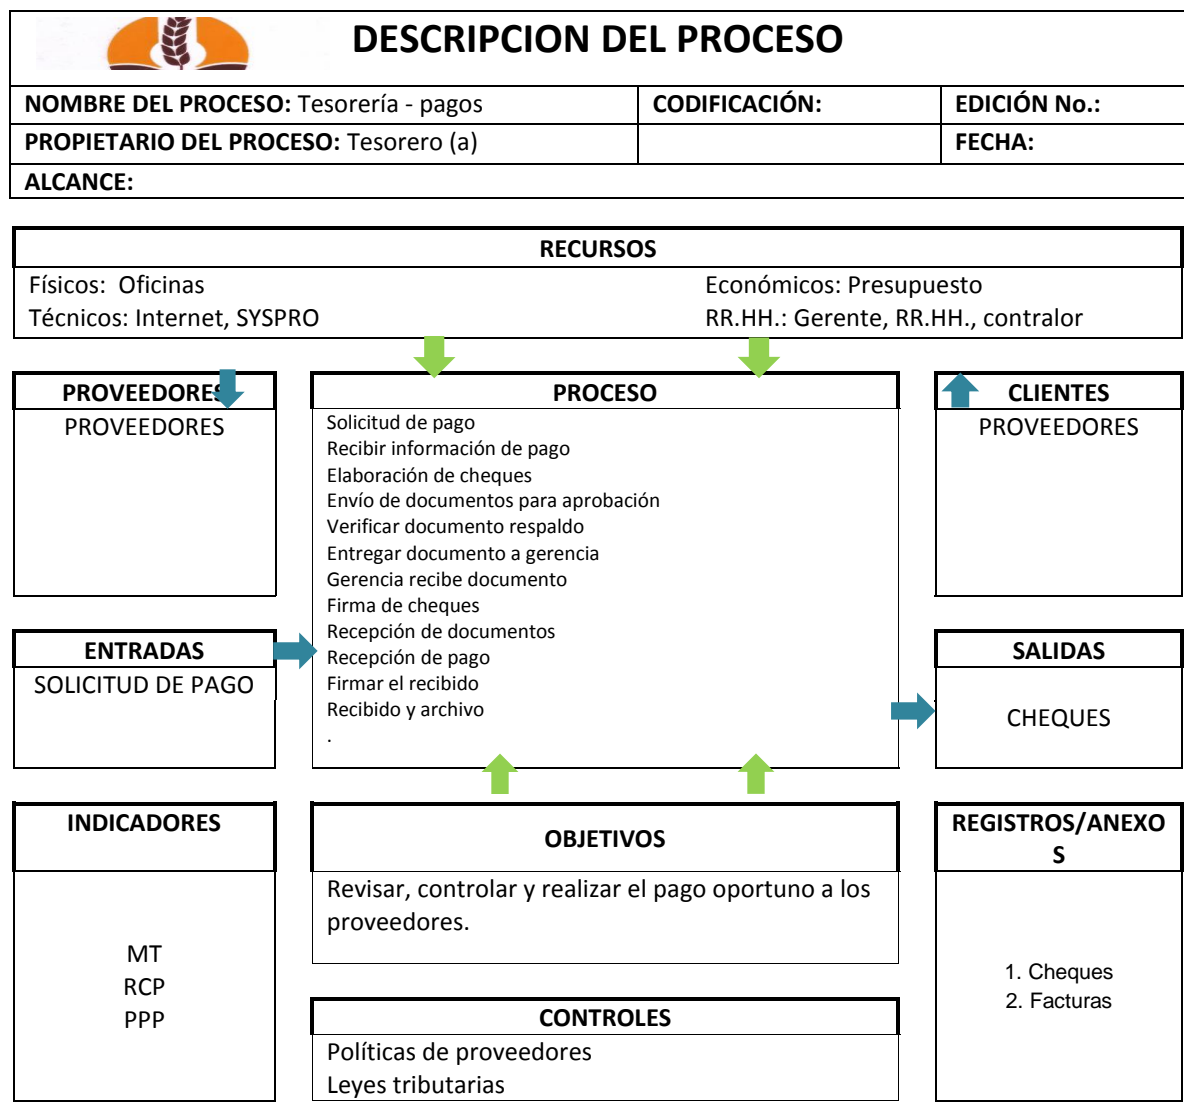 DESCRIPCION DEL PROCESO
NOMBRE DEL PROCESO: Tesorería - pagos
CODIFICACIÓN:
EDICIÓN No.:
PROPIETARIO DEL PROCESO: Tesorero (a)
FECHA:
ALCANCE:
RECURSOS
Físicos: Oficinas
Económicos: Presupuesto
Técnicos: Internet, SYSPRO
RR.HH.: Gerente, RR.HH., contralor
PROVEEDORES
PROVEEDORES
PROCESO
Solicitud de pago
Recibir información de pago
Elaboración de cheques
Envío de documentos para aprobación
Verificar documento respaldo
Entregar documento a gerencia
Gerencia recibe documento
Firma de cheques
Recepción de documentos
Recepción de pago
Firmar el recibido
Recibido y archivo
.
CLIENTES
PROVEEDORES
ENTRADAS
SOLICITUD DE PAGO
SALIDAS
CHEQUES
INDICADORES
MT
RCP
PPP
OBJETIVOS
Revisar, controlar y realizar el pago oportuno a los
proveedores.
CONTROLES
Políticas de proveedores
Leyes tributarias
REGISTROS/ANEXO
S
1. Cheques
2. Facturas